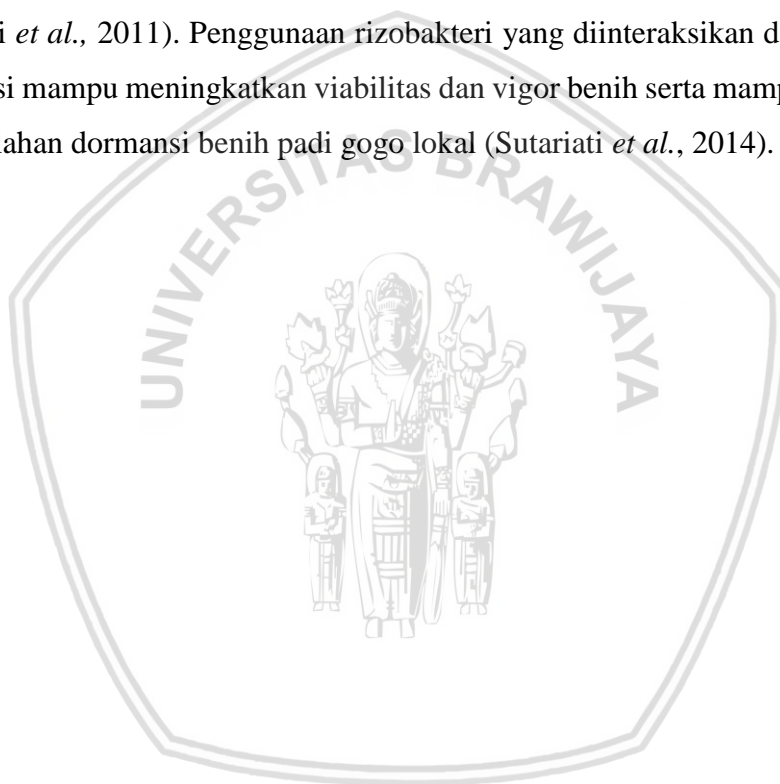 i et al., 2011). Penggunaan rizobakteri yang diinteraksikan d
si mampu meningkatkan viabilitas dan vigor benih serta mamp
ahan dormansi benih padi gogo lokal (Sutariati et al., 2014).
UNIVERSITAS BRAWIJAYA